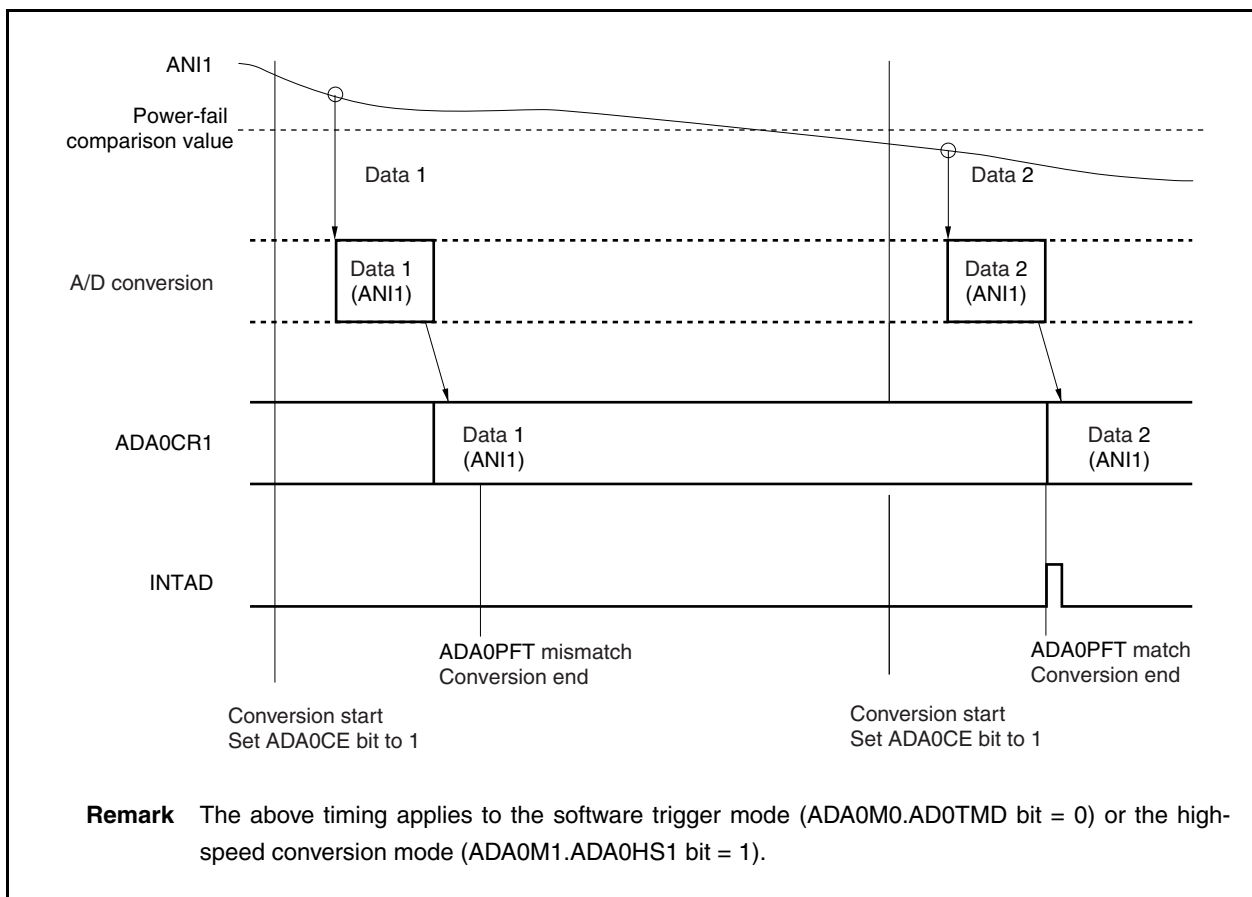 ANI1
Power-fail
comparison value
Data 1
Data 2
A/D conversion
Data 1
(ANI1)
Data 2
(ANI1)
ADA0CR1
Data 1
(ANI1)
Data 2
(ANI1)
INTAD
ADA0PFT mismatch
Conversion end
ADA0PFT match
Conversion end
Conversion start
Set ADA0CE bit to 1
Conversion start
Set ADA0CE bit to 1
Remark The above timing applies to the software trigger mode (ADA0M0.AD0TMD bit = 0) or the high-
speed conversion mode (ADA0M1.ADA0HS1 bit = 1).